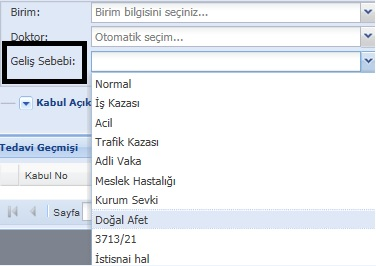 Birim: Birim bilgisini seçiniz...
Doktor: Otomatik seçim...
Geliş Sebebi:
Normal
İş Kazası
Acil
Trafik Kazası
Adli Vaka
Meslek Hastalığı
Kurum Sevki
Doğal Afet
3713/21
İstisnai hal
Kabul Açık
Tedavi Geçmişi
Kabul No
Sayfa